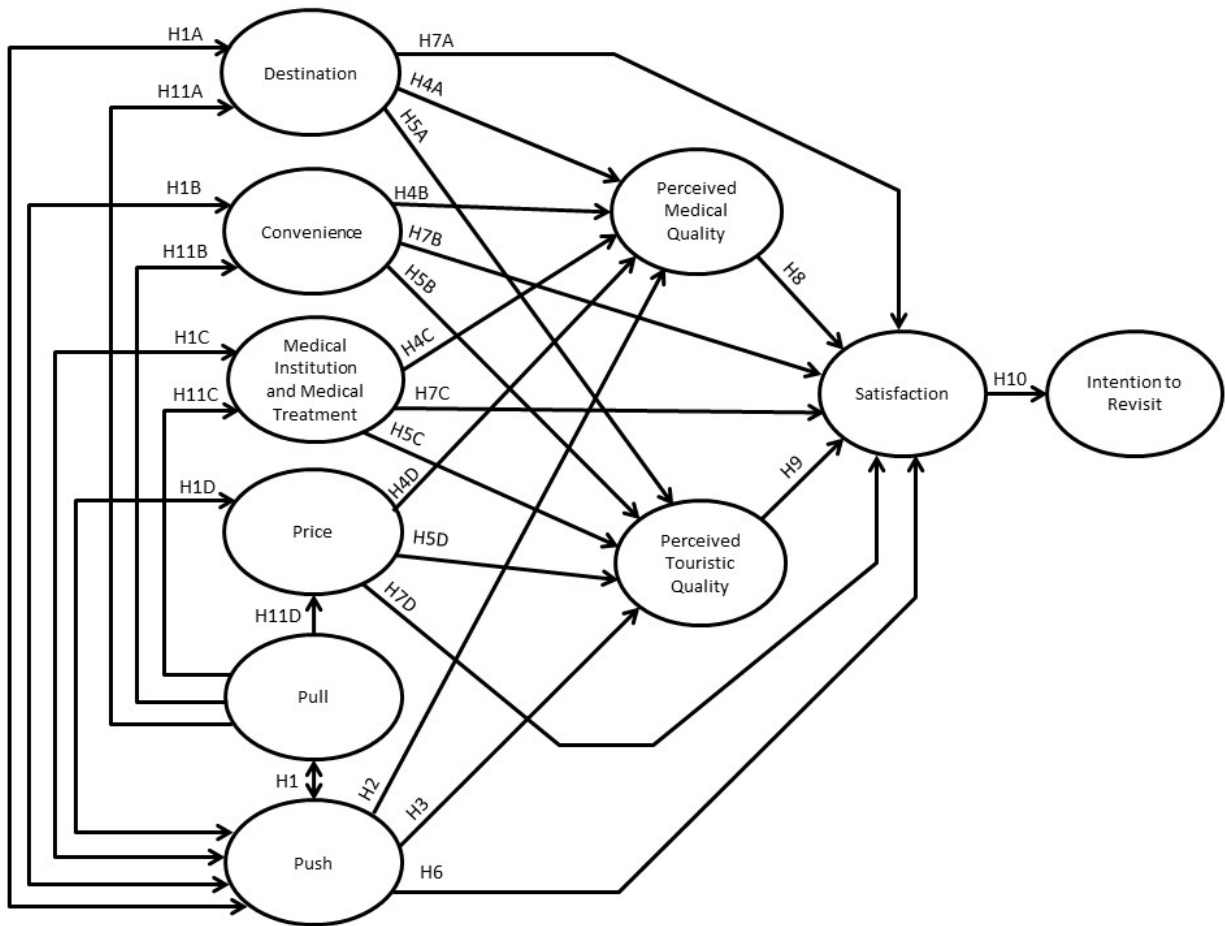 H1A
H7A
Destination
H4A
H11A
H5A
H1B
H4B
Perceived
Medical
Quality
Convenience
H7B
H11B
H5B
H8
H1C
Medical
Institution
and Medical
Treatment
H4C
H11C
H7C
Satisfaction
H10
Intention to
Revisit
H5C
H9
H1D
H4D
Price
H5D
Perceived
Touristic
Quality
H7D
H11D
Pull
H1
H2
H3
Push
H6